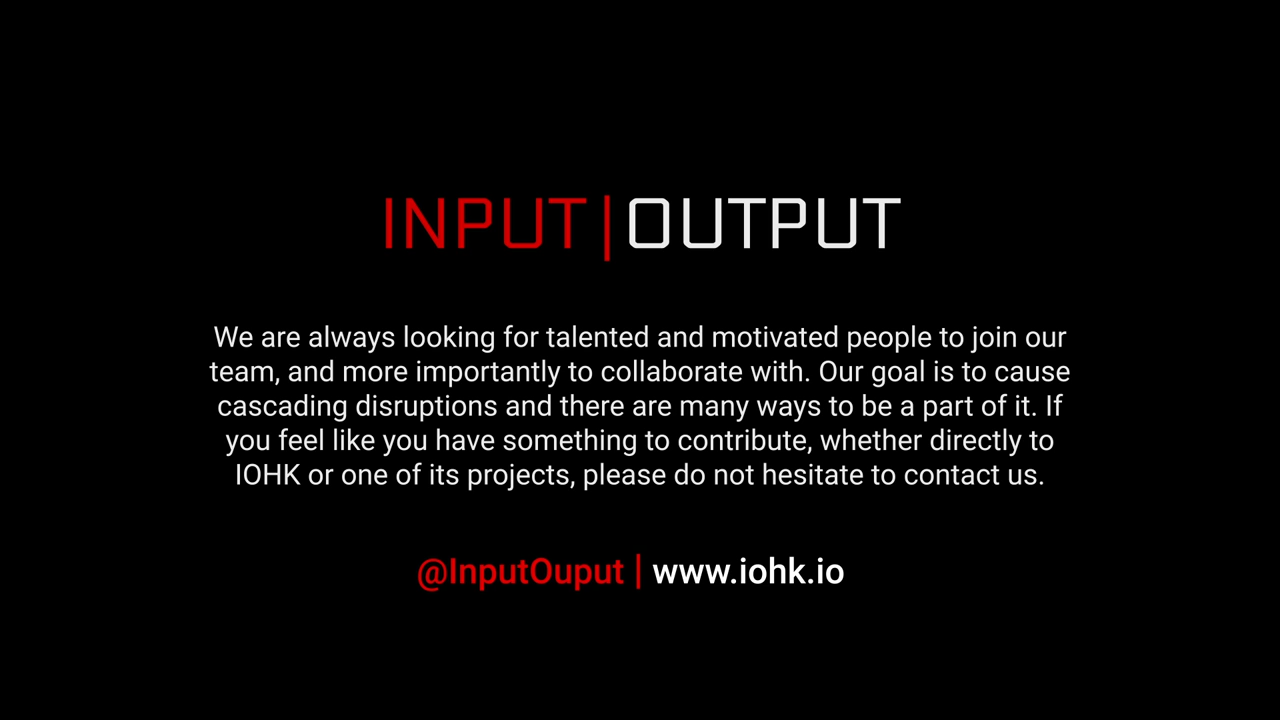 INPUT|OUTPUT
We are always looking for talented and motivated people to join our
team, and more importantly to collaborate with. Our goal is to cause
cascading disruptions and there are many ways to be a part of it. If
you feel like you have something to contribute, whether directly to
IOHK or one of its projects, please do not hesitate to contact us.
@InputOuput | www.iohk.io